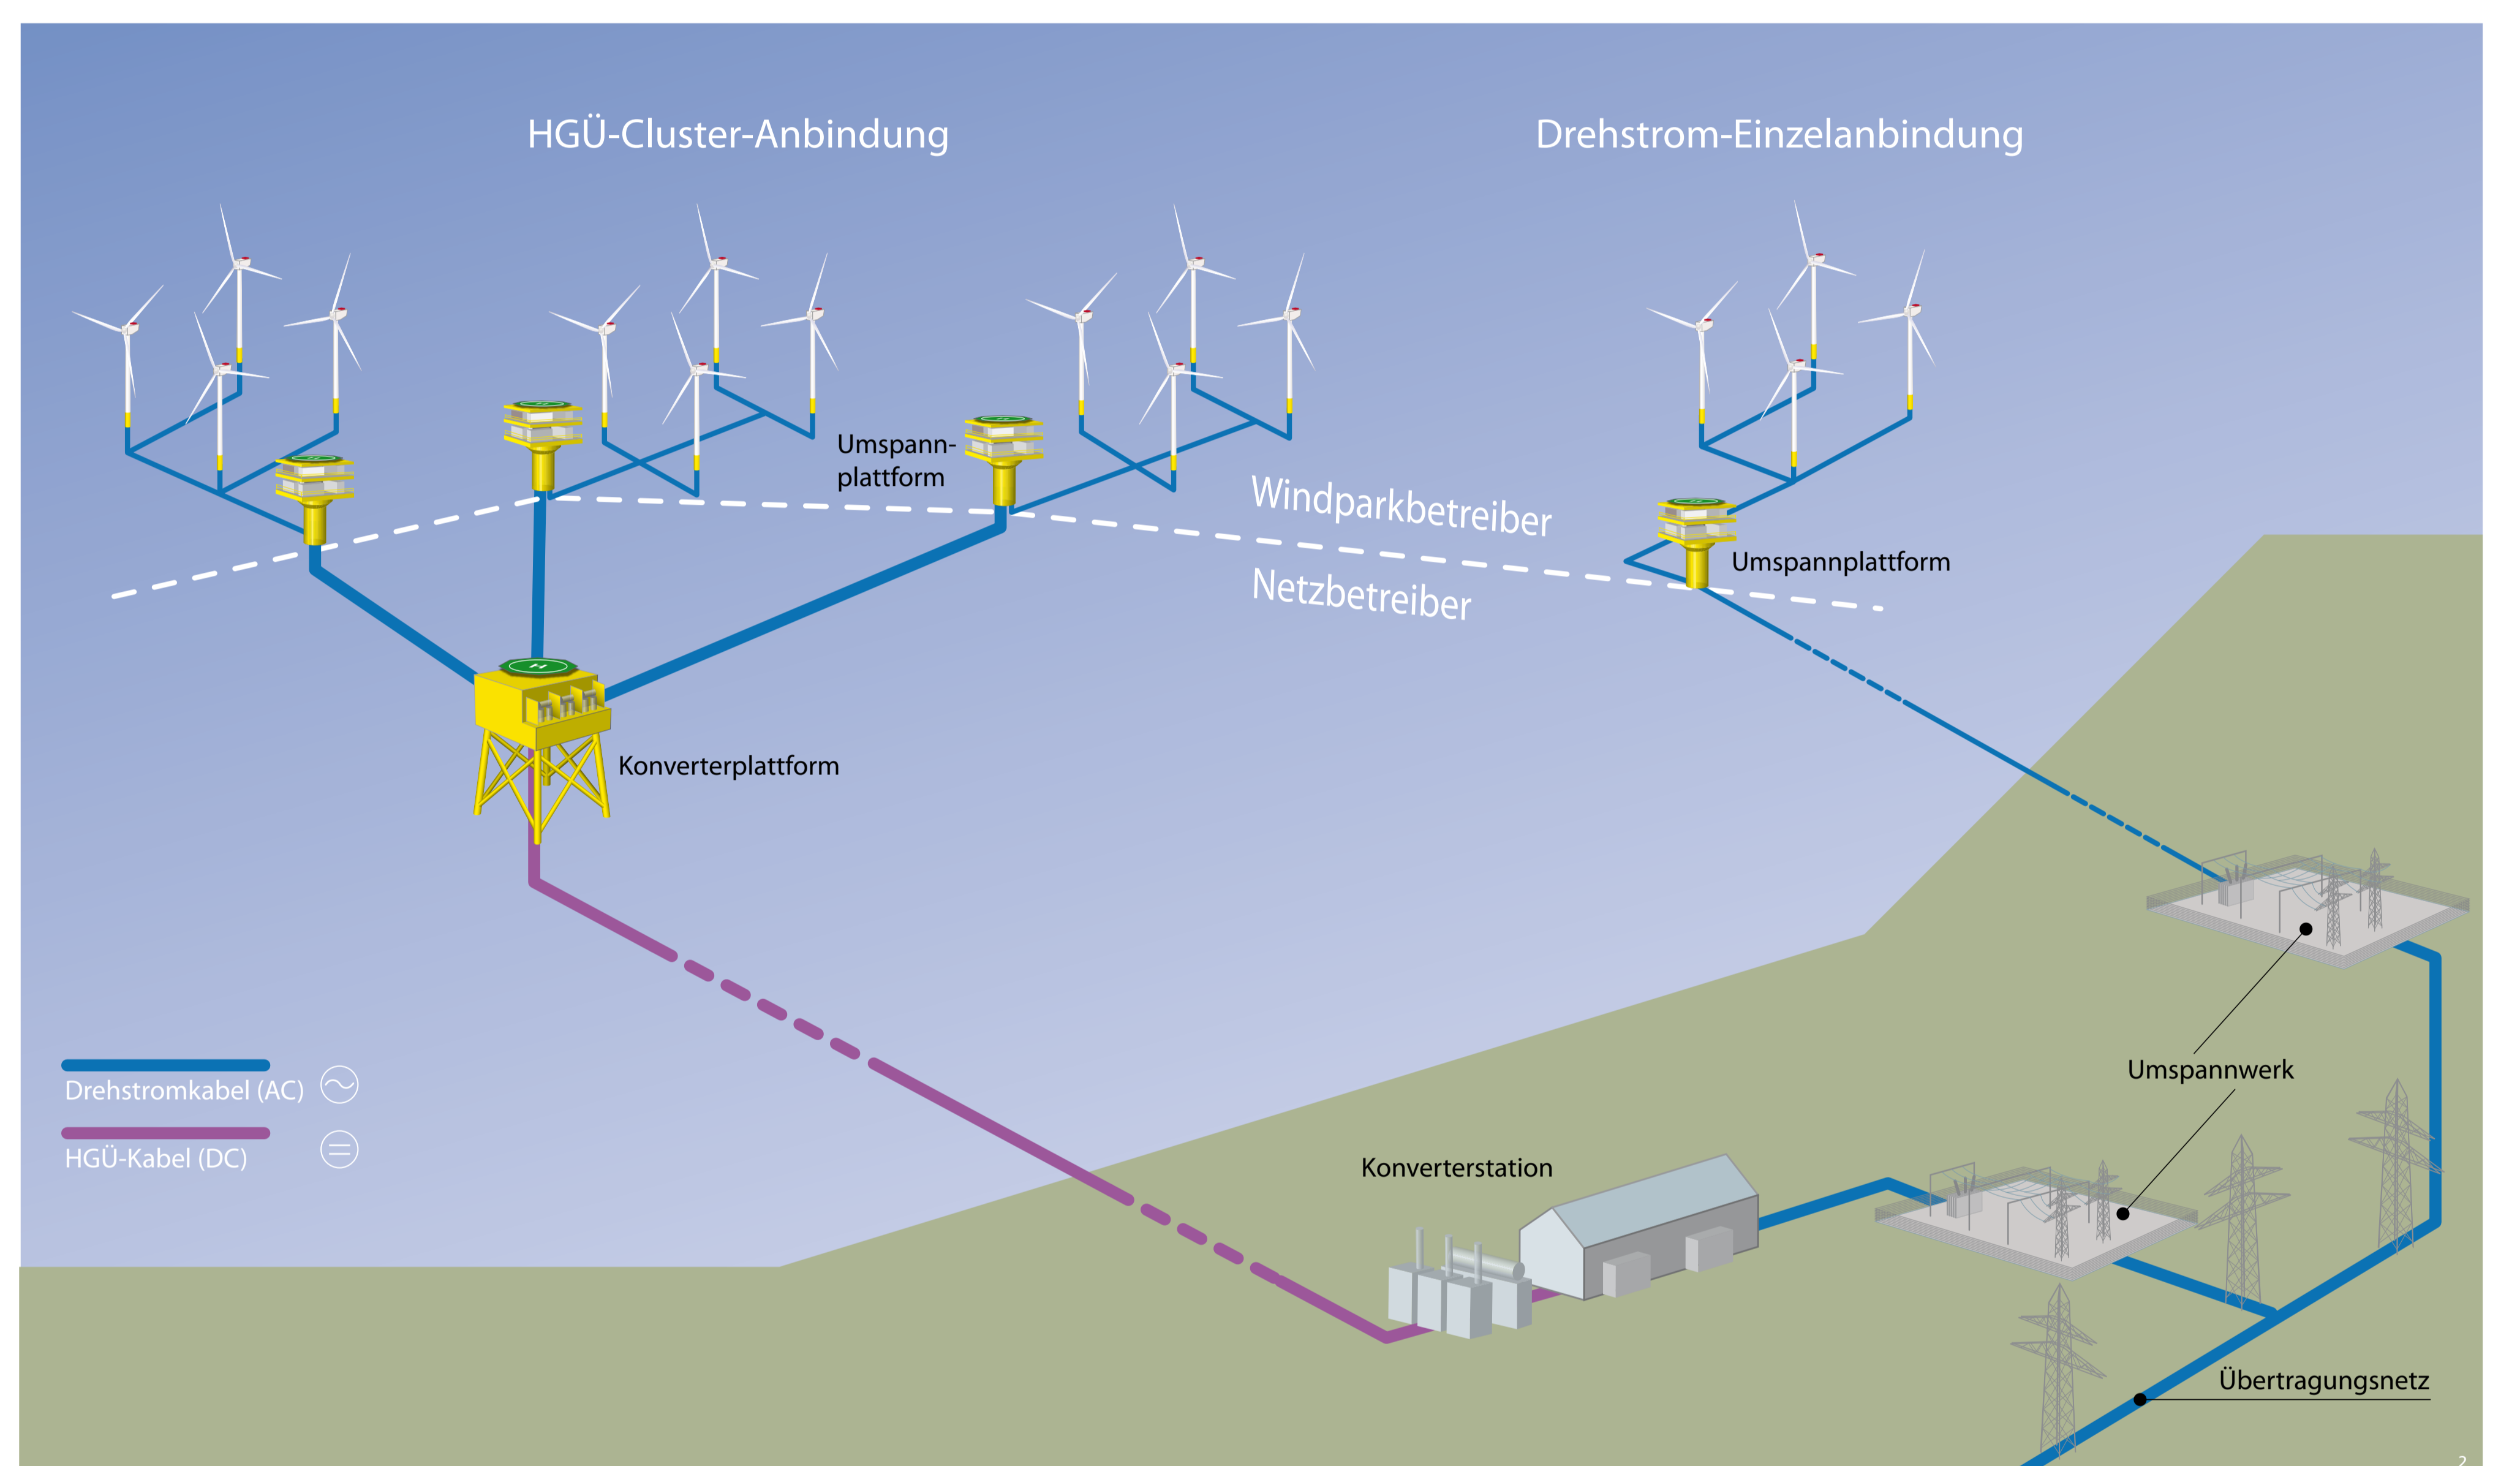 HGÜ-Cluster-Anbindung
Drehstrom-Einzelanbindung
Umspann-
plattform
Windparkbetreiber
Netzbetreiber
Umspannplattform
Konverterplattform
Drehstromkabel (AC)
HGÜ-Kabel (DC)
Umspannwerk
Konverterstation
Übertragungsnetz
2